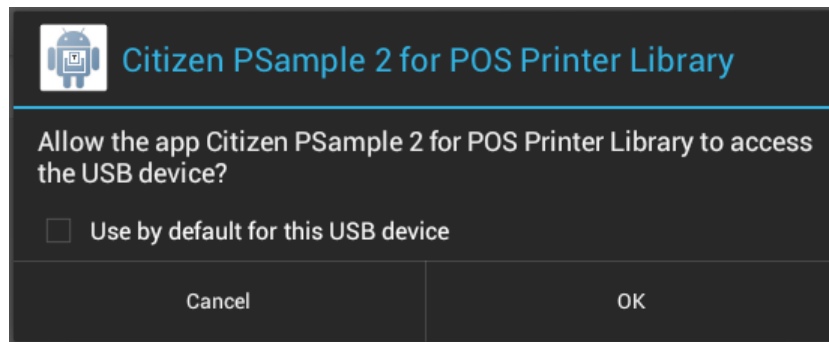 Citizen PSample 2 for POS Printer Library
Allow the app Citizen PSample 2 for POS Printer Library to access
the USB device?
Use by default for this USB device
Cancel
OK